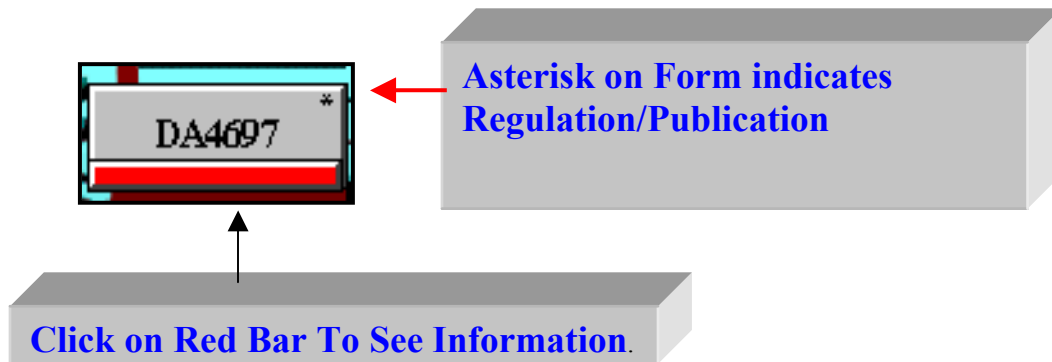 Asterisk on Form indicates
Regulation/Publication
*
DA4697
Click on Red Bar To See Information.